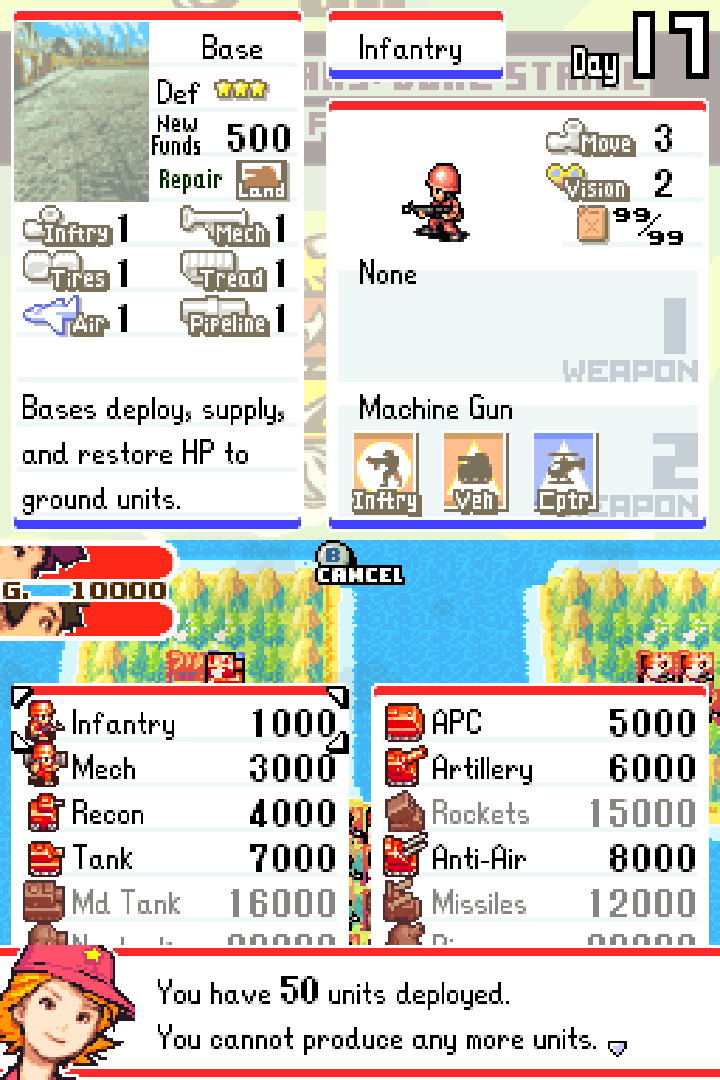 Base
Def
New Funds 500
Repair Land
Inftry 1 Mech 1
Tires 1 Tread 1
Air 1 Pipeline 1
Bases deploy, supply,
and restore HP to
ground units.
Infantry
Day 17
Move 3
Vision 2
99/99
None
1
WEAPON
Machine Gun
2
WEAPON
Inftry Veh Cptr
G. 10000
B
CANCEL
Infantry 1000
Mech 3000
Recon 4000
Tank 7000
Md Tank 16000
APC 5000
Artillery 6000
Rockets 15000
Anti-Air 8000
Missiles 12000
You have 50 units deployed.
You cannot produce any more units.